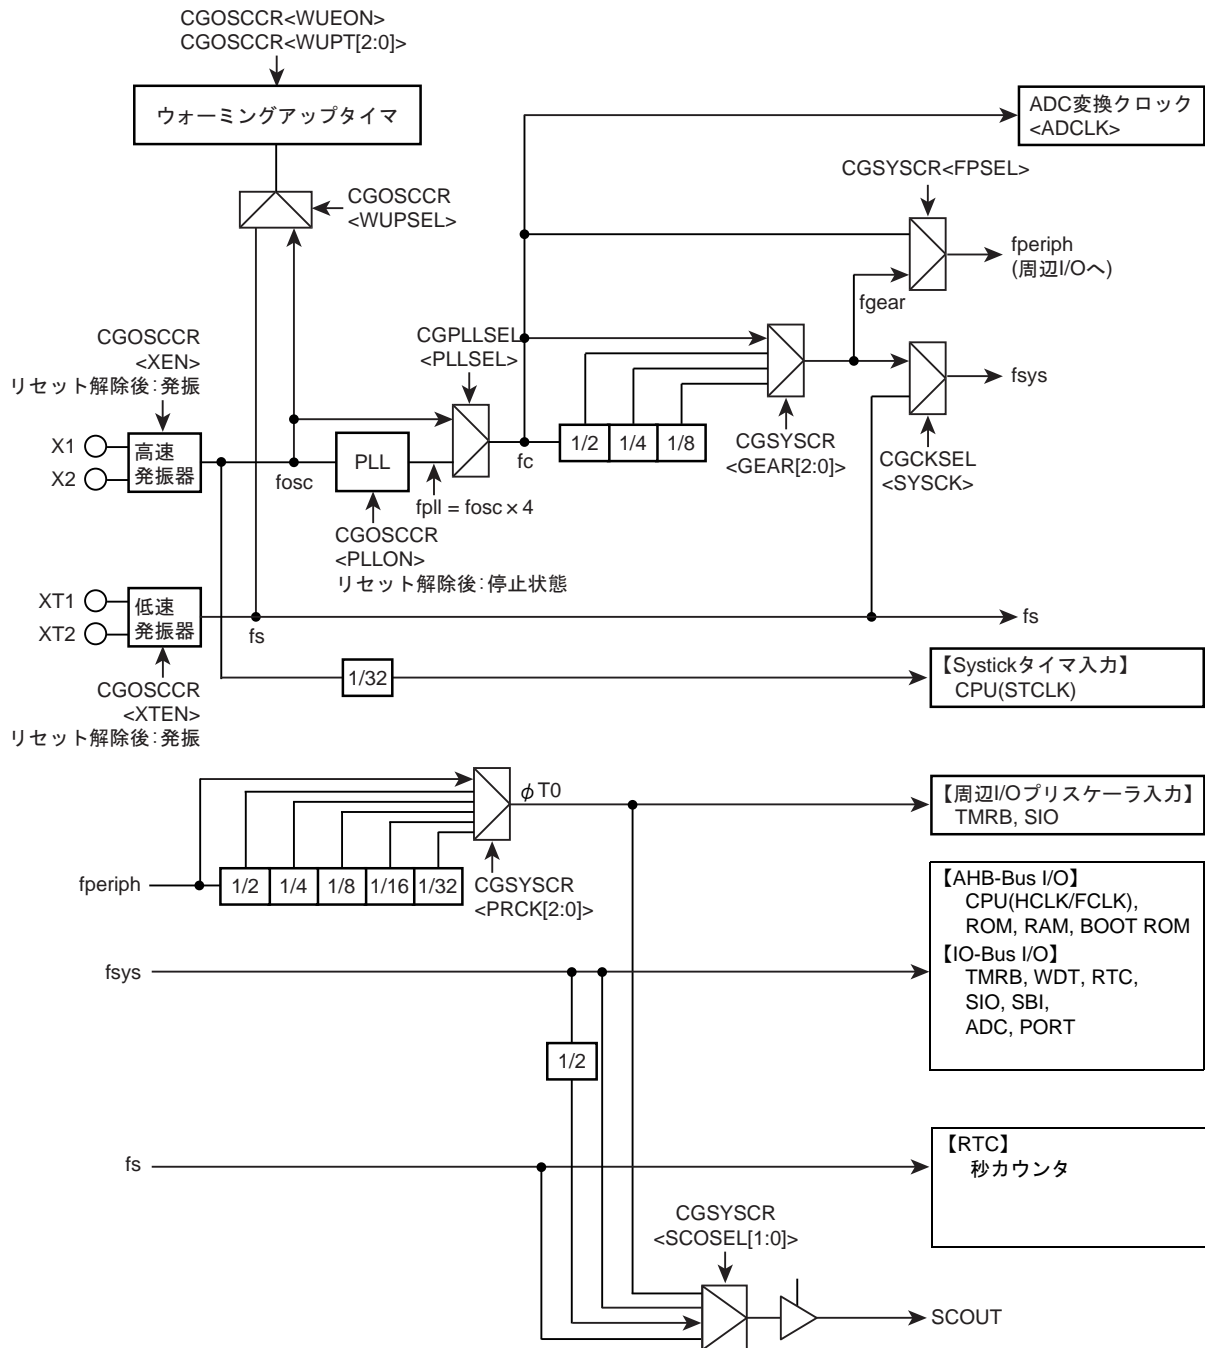 CGOSCCR<WUEON>
CGOSCCR<WUPT[2:0]>
ウォーミングアップタイマ
ADC変換クロック
<ADCLK>
CGOSCCR
<WUPSEL>
CGSYSCR<FPSEL>
fperiph
(周辺I/Oへ)
fgear
CGOSCCR
<XEN>
リセット解除後:発振
CGPLLSEL
<PLLSEL>
fsys
X1
X2
高速
発振器
fosc
PLL
fpll = fosc × 4
fc
1/2
1/4
1/8
CGSYSCR
<GEAR[2:0]>
CGCKSEL
<SYSCK>
CGOSCCR
<PLLON>
リセット解除後:停止状態
XT1
XT2
低速
発振器
fs
fs
CGOSCCR
<XTEN>
リセット解除後:発振
1/32
【Systickタイマ入力】
CPU(STCLK)
φT0
【周辺I/Oプリスケーラ入力】
TMRB, SIO
fperiph
1/2
1/4
1/8
1/16
1/32
CGSYSCR
<PRCK[2:0]>
【AHB-Bus I/O】
CPU(HCLK/FCLK),
ROM, RAM, BOOT ROM
【IO-Bus I/O】
TMRB, WDT, RTC,
SIO, SBI,
ADC, PORT
fsys
1/2
fs
【RTC】
秒カウンタ
CGSYSCR
<SCOSEL[1:0]>
SCOUT